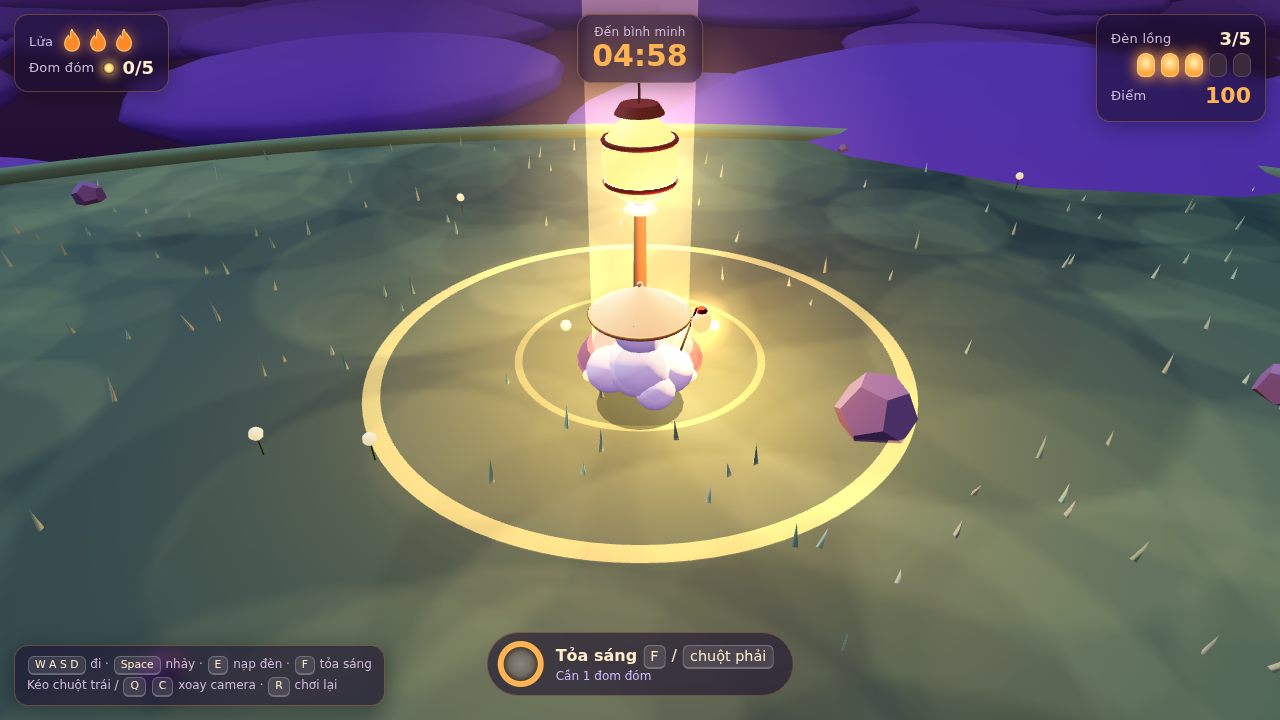 Lửa
Đom đóm 0/5
Đến bình minh
04:58
Đèn lồng 3/5
Điểm 100
W A S D đi · Space nhảy · E nạp đèn · F tỏa sáng
Kéo chuột trái / Q C xoay camera · R chơi lại
Tỏa sáng F / chuột phải
Cần 1 đom đóm